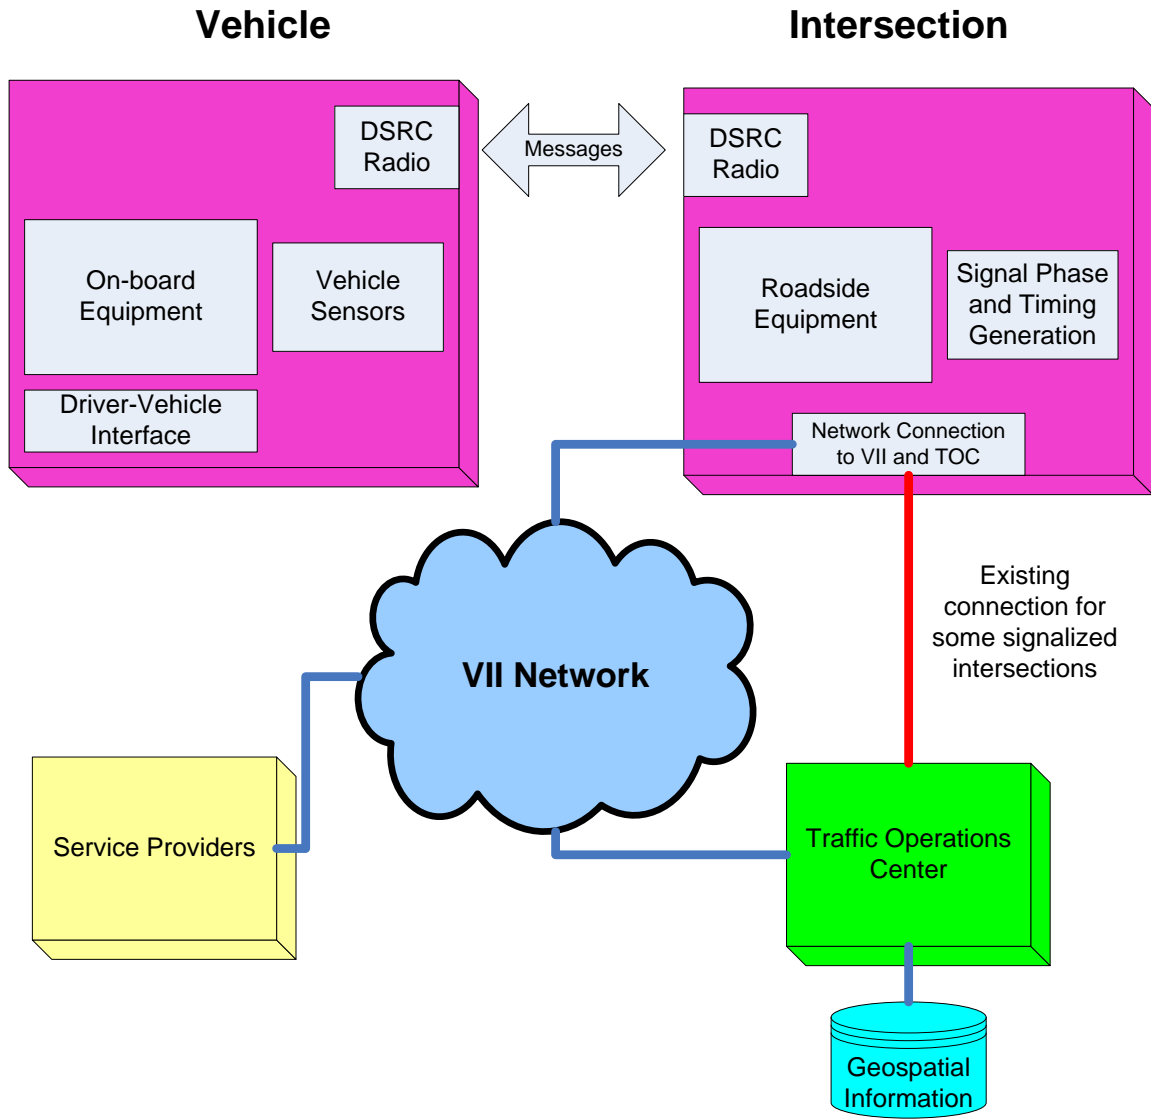 Vehicle
Intersection
DSRC
Radio
Messages
DSRC
Radio
On-board
Equipment
Vehicle
Sensors
Roadside
Equipment
Signal Phase
and Timing
Generation
Driver-Vehicle
Interface
Network Connection
to VII and TOC
Existing
connection for
some signalized
intersections
VII Network
Service Providers
Traffic Operations
Center
Geospatial
Information